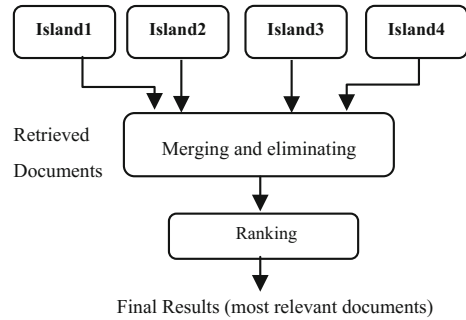 Island1 Island2 Island3 Island4
Retrieved
Documents
Merging and eliminating
Ranking
Final Results (most relevant documents)